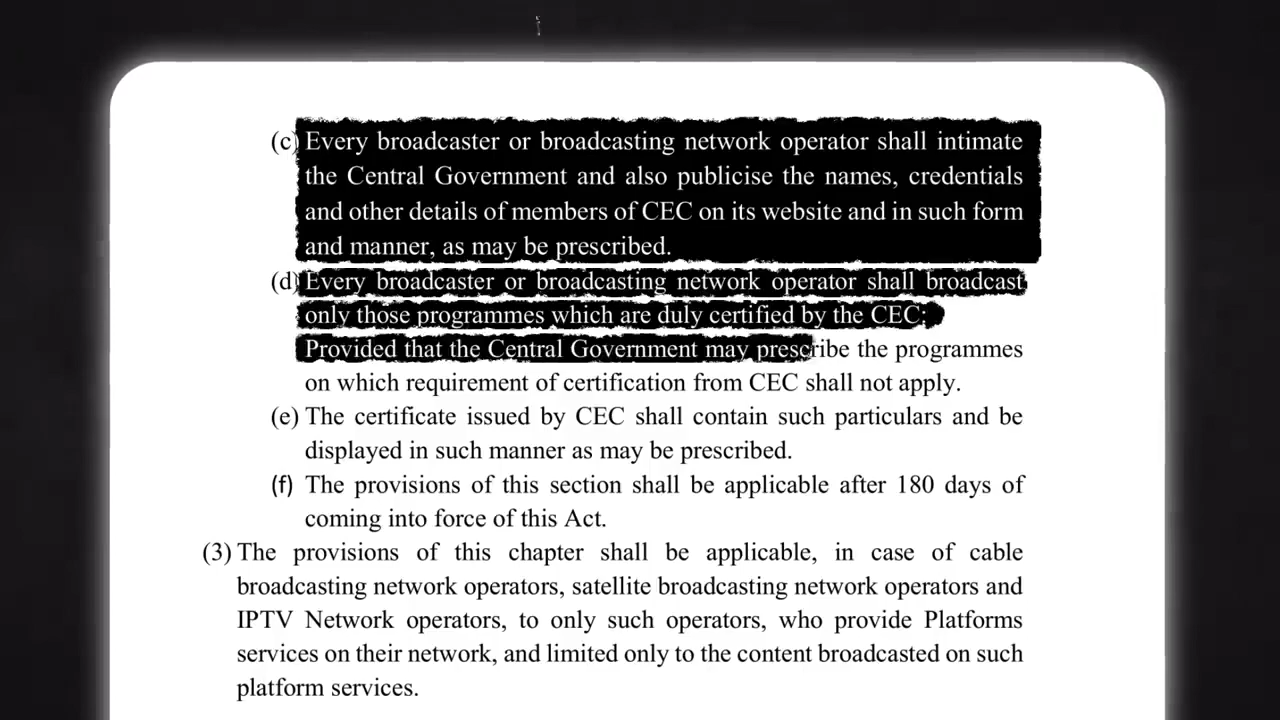 (c) Every broadcaster or broadcasting network operator shall intimate
the Central Government and also publicise the names, credentials
and other details of members of CEC on its website and in such form
and manner, as may be prescribed.
(d) Every broadcaster or broadcasting network operator shall broadcast
only those programmes which are duly certified by the CEC:
Provided that the Central Government may prescribe the programmes
on which requirement of certification from CEC shall not apply.
(e) The certificate issued by CEC shall contain such particulars and be
displayed in such manner as may be prescribed.
(f) The provisions of this section shall be applicable after 180 days of
coming into force of this Act.
(3) The provisions of this chapter shall be applicable, in case of cable
broadcasting network operators, satellite broadcasting network operators and
IPTV Network operators, to only such operators, who provide Platforms
services on their network, and limited only to the content broadcasted on such
platform services.